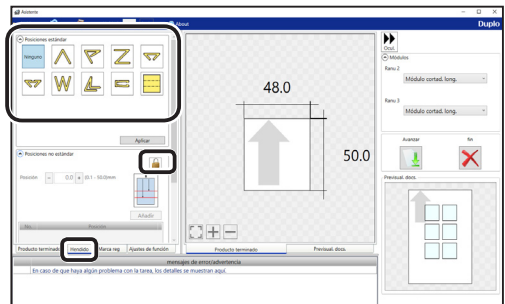 Asistente
About
Duplo
Posiciones estándar
Ninguno
Aplicar
Posiciones no estándar
Posición - 0,0 + (0.1 - 50.0mm)
Añadir
No. Posición
Producto terminado Hendido Marca reg Ajustes de función
48.0
50.0
Producto terminado Previsual. docs.
Ocul.
Módulos
Ranu 2
Módulo cortad. long.
Ranu 3
Módulo cortad. long.
Avanzar fin
Previsual. docs
mensajes de error/advertencia
En caso de que haya algún problema con la tarea, los detalles se muestran aquí.